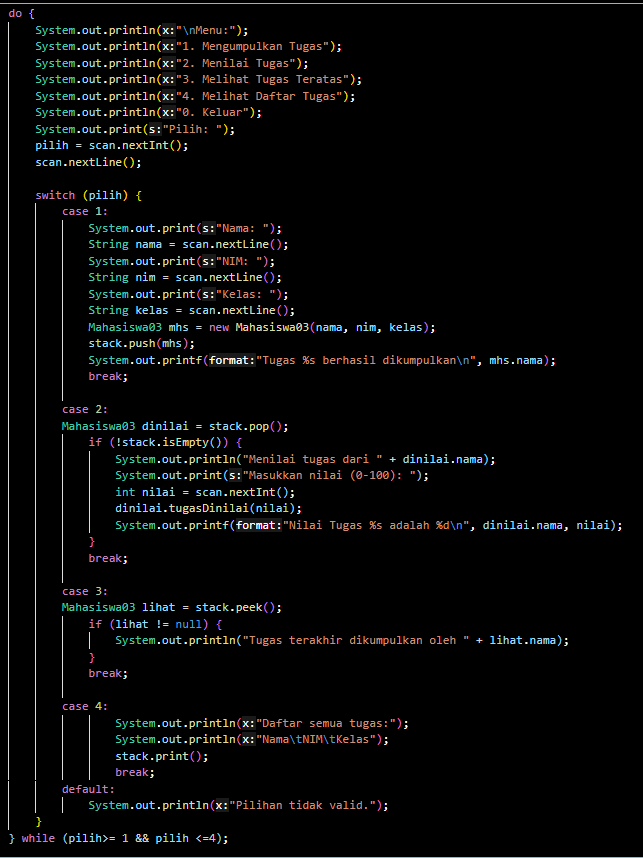 do {
System.out.println(x:"\nMenu:");
System.out.println(x:"1. Mengumpulkan Tugas");
System.out.println(x:"2. Menilai Tugas");
System.out.println(x:"3. Melihat Tugas Teratas");
System.out.println(x:"4. Melihat Daftar Tugas");
System.out.println(x:"0. Keluar");
System.out.print(s:"Pilih: ");
pilih = scan.nextInt();
scan.nextLine();
switch (pilih) {
case 1:
System.out.print(s:"Nama: ");
String nama = scan.nextLine();
System.out.print(s:"NIM: ");
String nim = scan.nextLine();
System.out.print(s:"Kelas: ");
String kelas = scan.nextLine();
Mahasiswa03 mhs = new Mahasiswa03(nama, nim, kelas);
stack.push(mhs);
System.out.printf(format:"Tugas %s berhasil dikumpulkan\n", mhs.nama);
break;
case 2:
Mahasiswa03 dinilai = stack.pop();
if (!stack.isEmpty()) {
System.out.println("Menilai tugas dari " + dinilai.nama);
System.out.print(s:"Masukkan nilai (0-100): ");
int nilai = scan.nextInt();
dinilai.tugasDinilai(nilai);
System.out.printf(format:"Nilai Tugas %s adalah %d\n", dinilai.nama, nilai);
}
break;
case 3:
Mahasiswa03 lihat = stack.peek();
if (lihat != null) {
System.out.println("Tugas terakhir dikumpulkan oleh " + lihat.nama);
}
break;
case 4:
System.out.println(x:"Daftar semua tugas:");
System.out.println(x:"Nama\tNIM\tKelas");
stack.print();
break;
default:
System.out.println(x:"Pilihan tidak valid.");
}
} while (pilih>= 1 && pilih <=4);